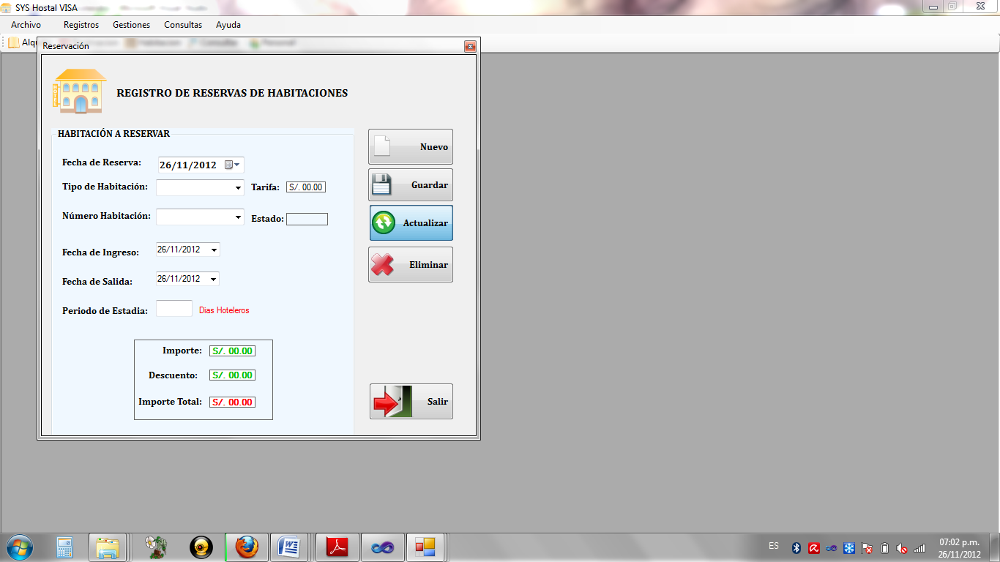 SYS Hostal VISA
Archivo Registros Gestiones Consultas Ayuda
Alqu
Reservación
HOTEL
REGISTRO DE RESERVAS DE HABITACIONES
HABITACIÓN A RESERVAR
Fecha de Reserva: 26/11/2012
Tipo de Habitación: Tarifa: S/. 00.00
Número Habitación: Estado:
Fecha de Ingreso: 26/11/2012
Fecha de Salida: 26/11/2012
Periodo de Estadia: Dias Hoteleros
Importe: S/. 00.00
Descuento: S/. 00.00
Importe Total: S/. 00.00
Nuevo
Guardar
Actualizar
Eliminar
Salir
ES
07:02 p.m.
26/11/2012